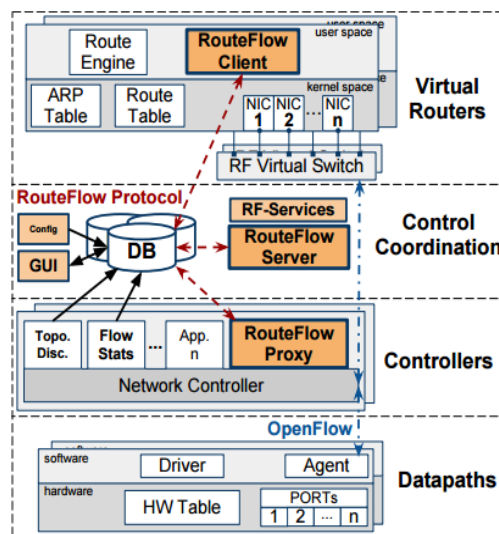 user space
user space
Route
Engine
RouteFlow
Client
Virtual
Routers
kernel space
ARP
Table
Route
Table
NIC
1
NIC
2
...
NIC
n
RF Virtual Switch
RouteFlow Protocol
Config
GUI
DB
RF-Services
RouteFlow
Server
Control
Coordination
Topo.
Disc.
Flow
Stats
...
App.
n
RouteFlow
Proxy
Controllers
Network Controller
OpenFlow
software
Driver
Agent
Datapaths
hardware
HW Table
PORTs
1 2 ... n